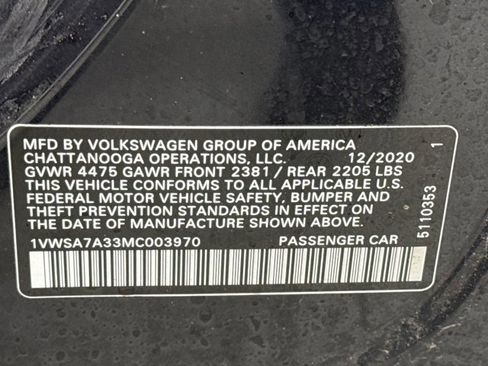 MFD BY VOLKSWAGEN GROUP OF AMERICA
CHATTANOOGA OPERATIONS, LLC. 12/2020
GVWR 4475 GAWR FRONT 2381 / REAR 2205 LBS
THIS VEHICLE CONFORMS TO ALL APPLICABLE U.S.
FEDERAL MOTOR VEHICLE SAFETY, BUMPER AND
THEFT PREVENTION STANDARDS IN EFFECT ON
THE DATE OF MANUFACTURE SHOWN ABOVE.
1VWSA7A33MC003970 PASSENGER CAR
5110353 1